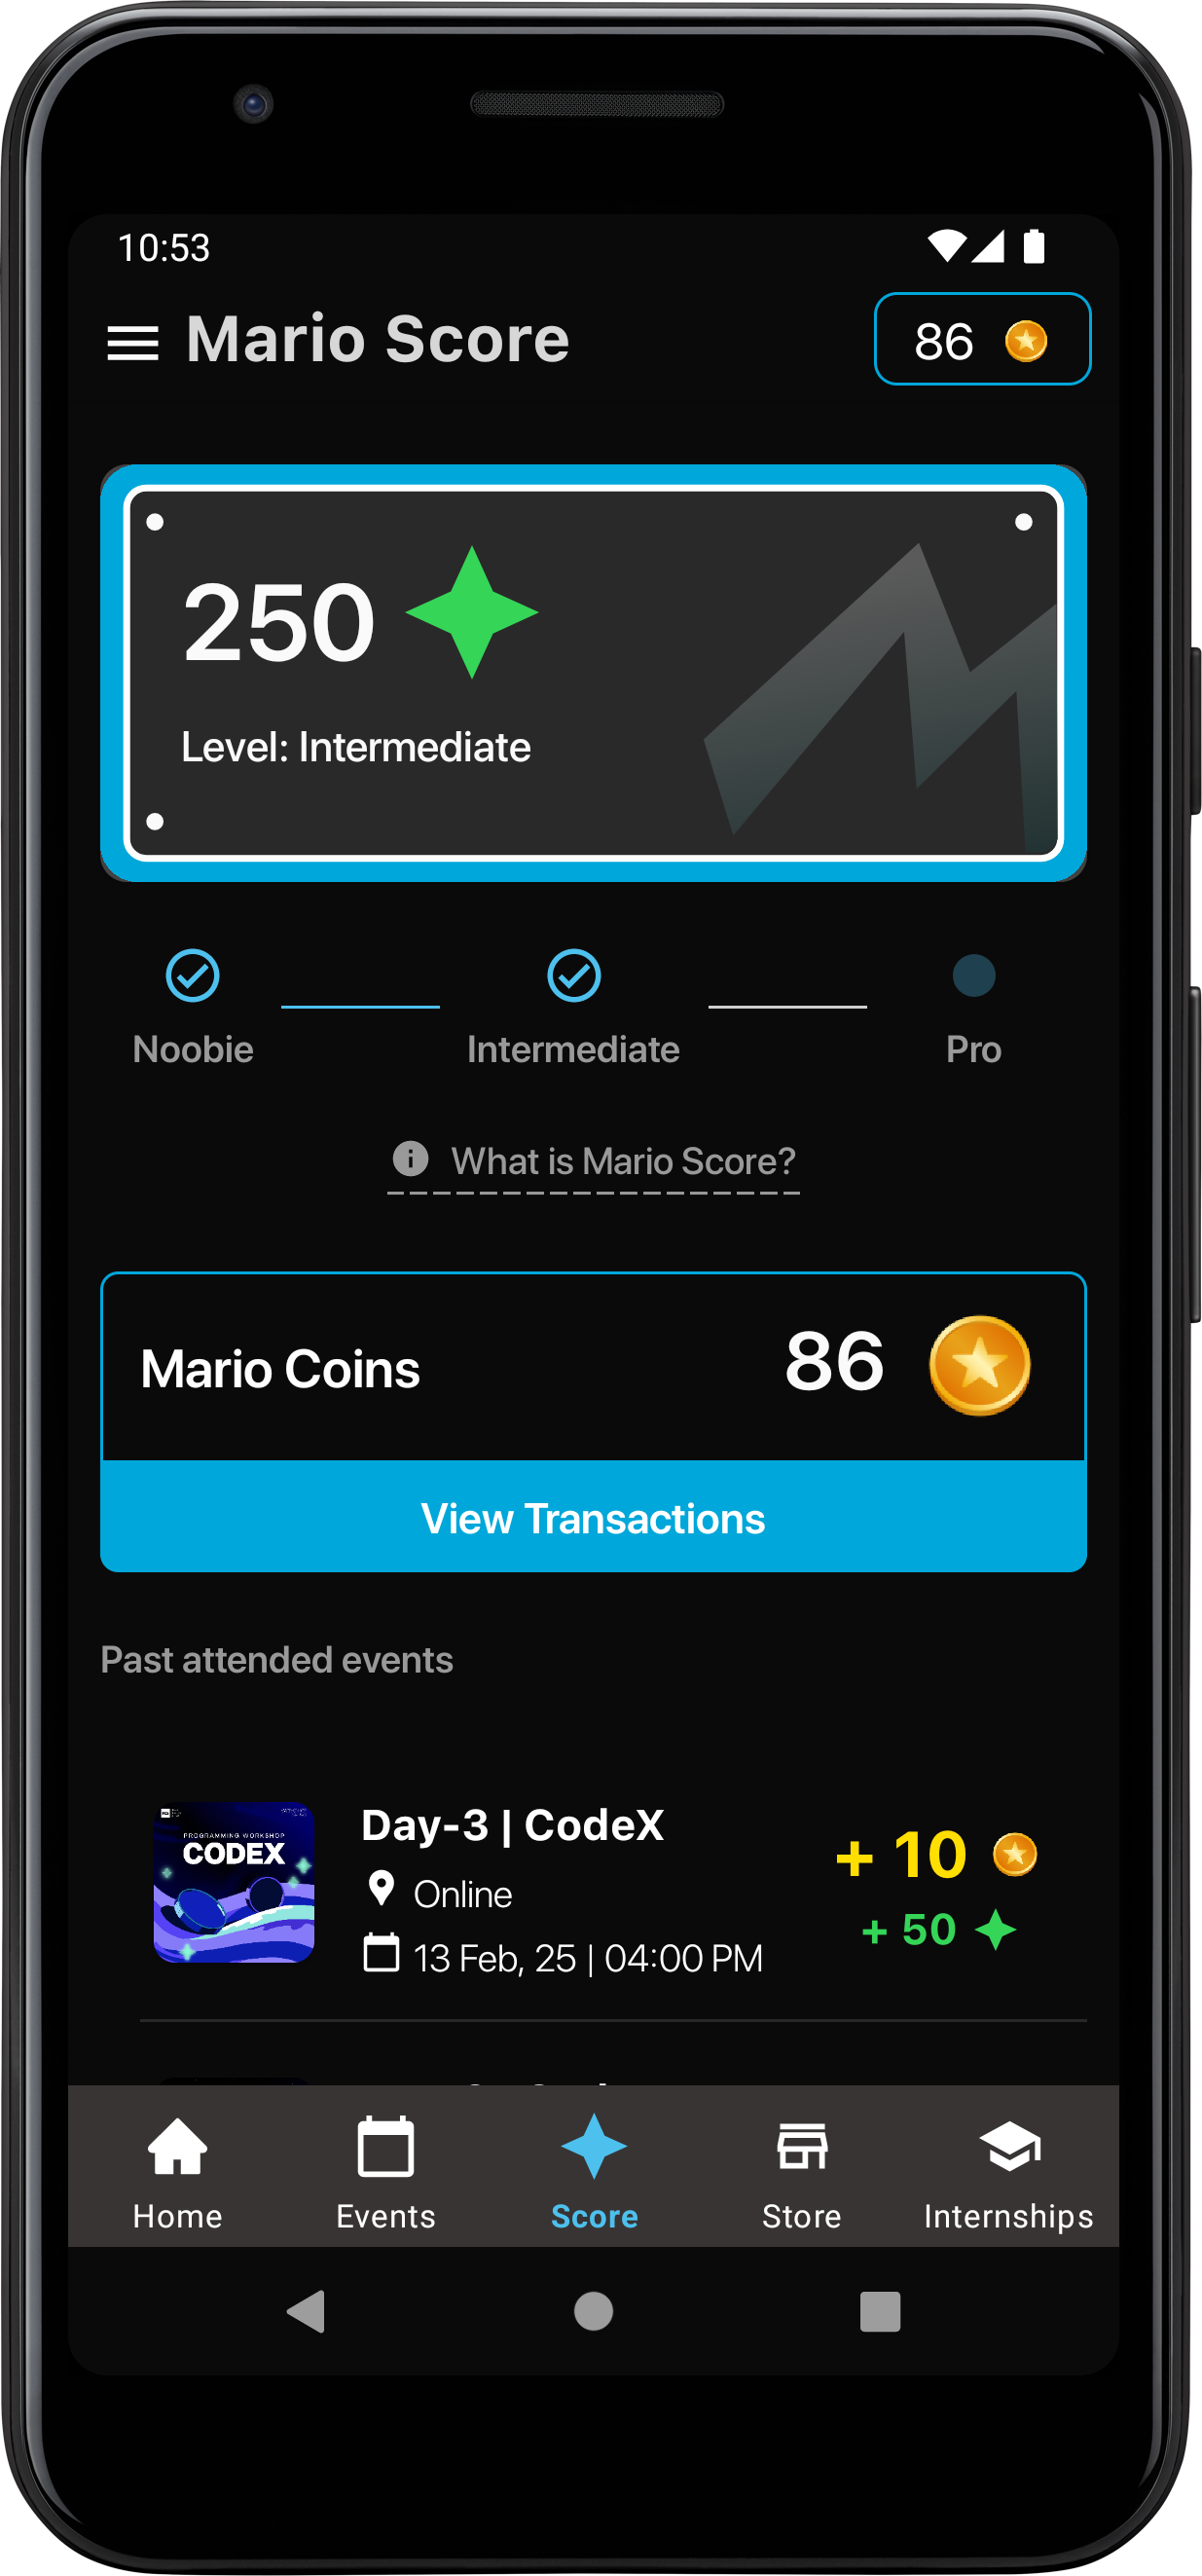 10:53
Mario Score
86
250
Level: Intermediate
Noobie
Intermediate
Pro
What is Mario Score?
Mario Coins
86
View Transactions
Past attended events
PROGRAMMING WORKSHOP
CODEX
Day-3 | CodeX
Online
13 Feb, 25 | 04:00 PM
+ 10
+ 50
Home
Events
Score
Store
Internships